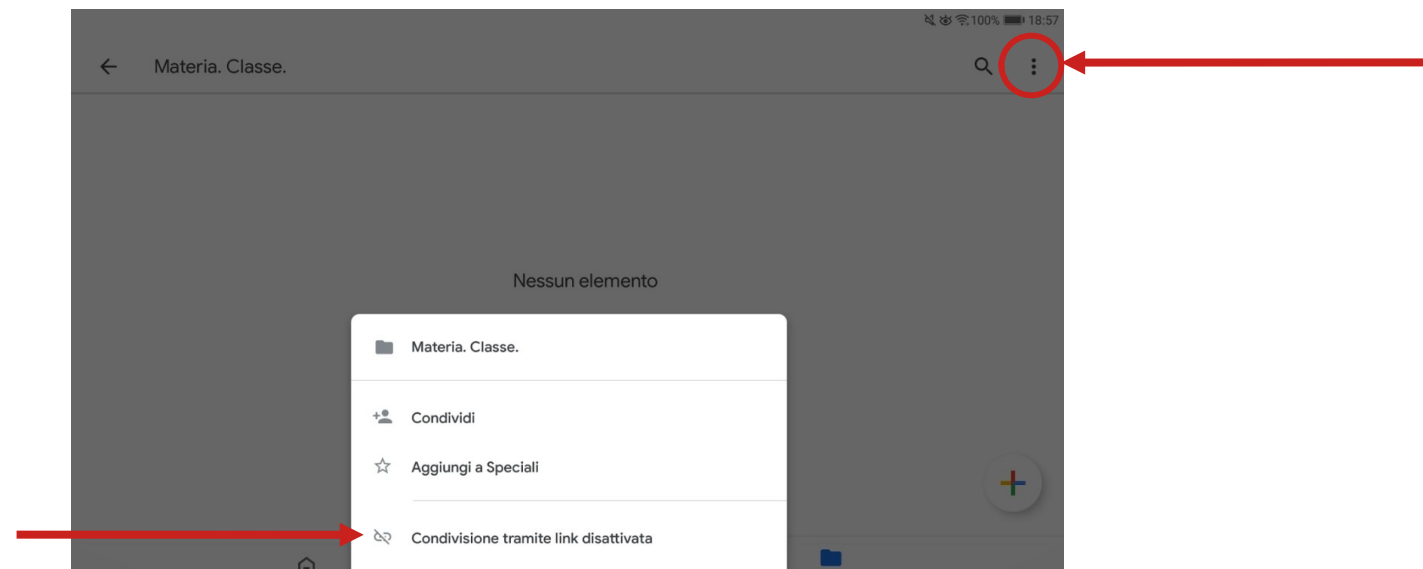 100% 18:57
Materia. Classe.
Nessun elemento
Materia. Classe.
Condividi
Aggiungi a Speciali
Condivisione tramite link disattivata